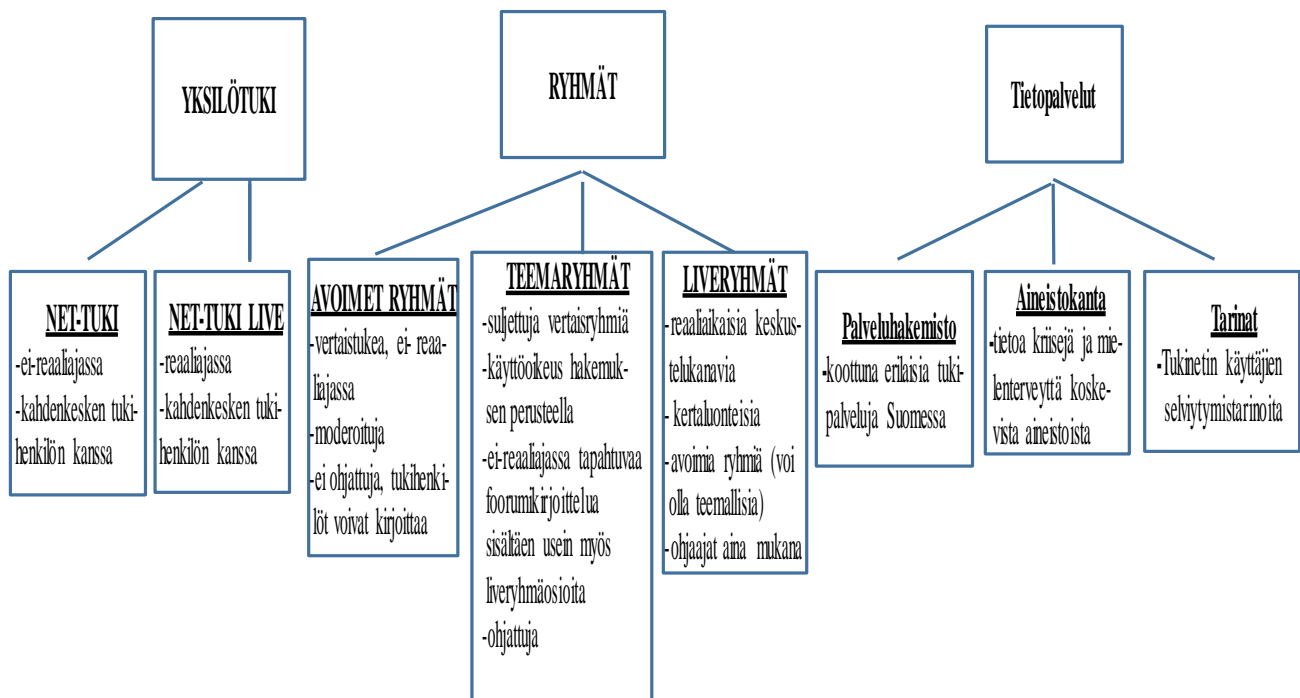 YKSILÖTUKI
RYHMÄT
Tietopalvelut
NET-TUKI
-ei-reaaliajassa
-kahdenkesken tuki-
henkilön kanssa
NET-TUKI LIVE
-reaaliajassa
-kahdenkesken tuki-
henkilön kanssa
AVOIMET RYHMÄT
-vertaistukea, ei- reaa-
liajassa
-moderoituja
-ei ohjattuja, tukihenki-
löt voivat kirjoittaa
TEEMARYHMÄT
-suljettuja vertaisryhmiä
-käyttöoikeus hakemuk-
sen perusteella
-ei-reaaliajassa tapahtuvaa
foorumikirjoittelua
sisältäen usein myös
liveryhmäosioita
-ohjattuja
LIVERYHMÄT
-reaaliaikaisia keskus-
telukanavia
- kertaluonteisia
-avoimia ryhmiä (voi
olla teemallisia)
-ohjaajat aina mukana
Palveluhakemisto
-koottuna erilaisia tuki-
palveluja Suomessa
Aineistokanta
-tietoa kriisejä ja mie-
lenterveyttä koske-
vista aineistoista
Tarinat
-Tukinetin käyttäjien
selviytymistarinoita